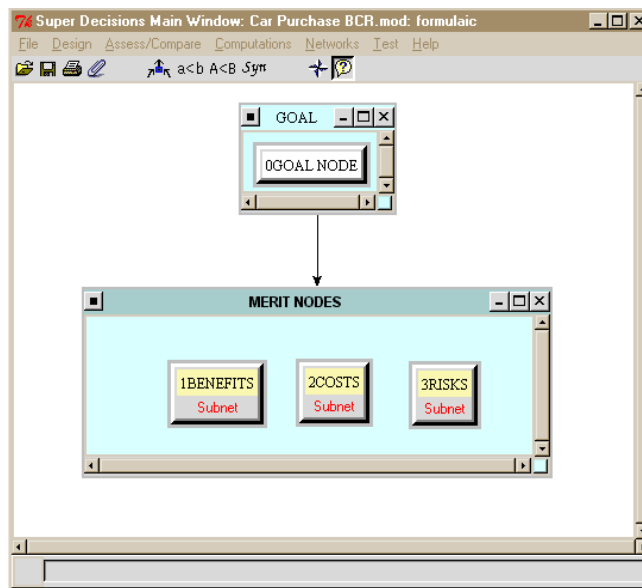 Super Decisions Main Window: Car Purchase BCR.mod: formulaic
File Design Assess/Compare Computations Networks Test Help
a<b A<B Syn
GOAL
0GOAL NODE
MERIT NODES
1BENEFITS
Subnet
2COSTS
Subnet
3RISKS
Subnet